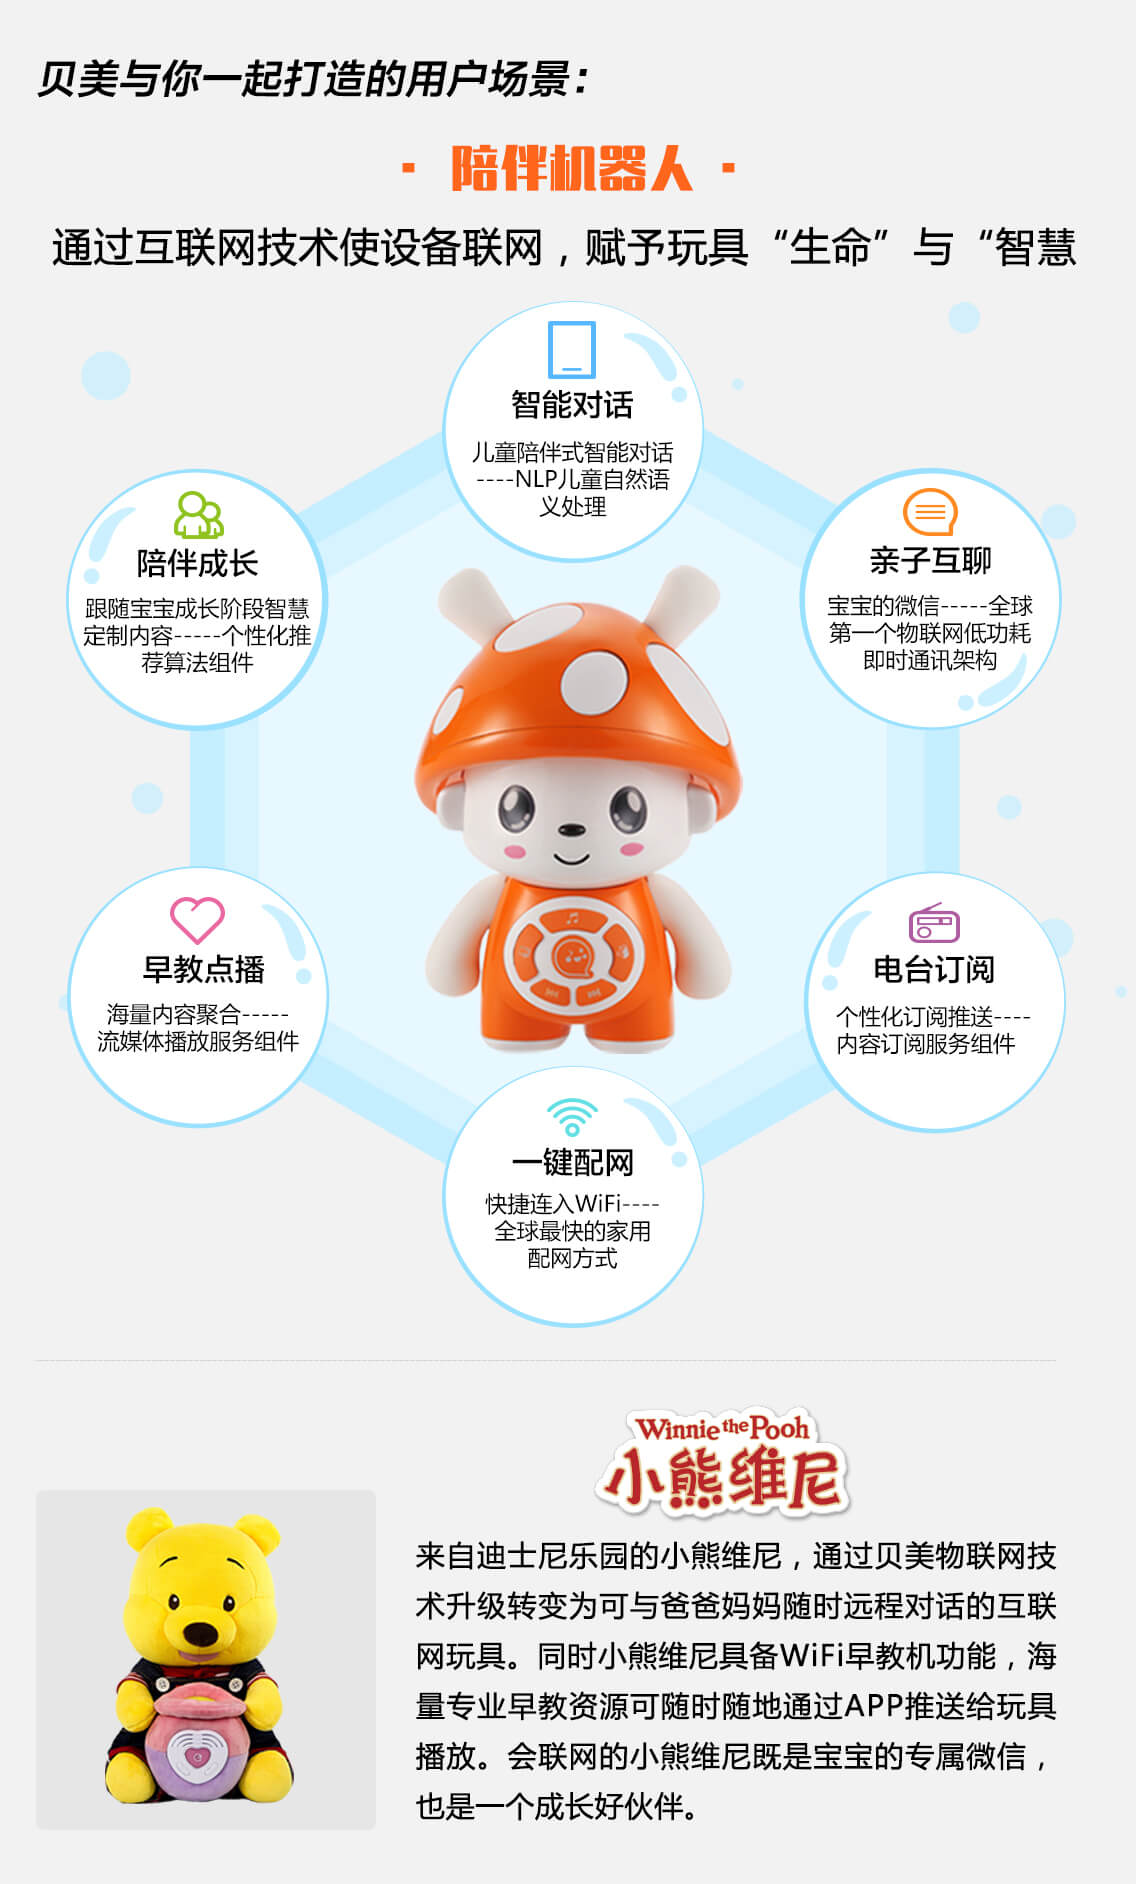 贝美与你一起打造的用户场景：
· 陪伴机器人 ·
通过互联网技术使设备联网，赋予玩具“生命”与“智慧
智能对话
儿童陪伴式智能对话
----NLP儿童自然语
义处理
陪伴成长
跟随宝宝成长阶段智慧
定制内容-----个性化推
荐算法组件
亲子互聊
宝宝的微信-----全球
第一个物联网低功耗
即时通讯架构
早教点播
海量内容聚合-----
流媒体播放服务组件
电台订阅
个性化订阅推送----
内容订阅服务组件
一键配网
快捷连入WiFi----
全球最快的家用
配网方式
Winnie the Pooh
小熊维尼
来自迪士尼乐园的小熊维尼，通过贝美物联网技
术升级转变为可与爸爸妈妈随时远程对话的互联
网玩具。同时小熊维尼具备WiFi早教机功能，海
量专业早教资源可随时随地通过APP推送给玩具
播放。会联网的小熊维尼既是宝宝的专属微信，
也是一个成长好伙伴。